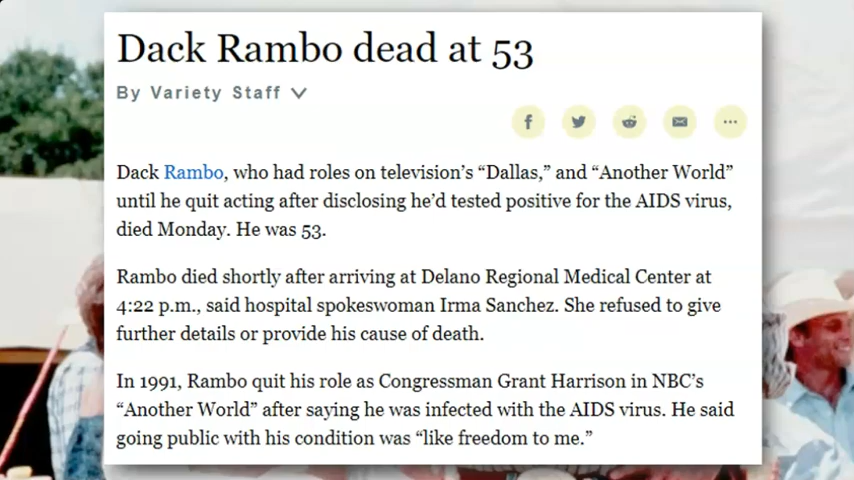 Dack Rambo dead at 53
By Variety Staff
Dack Rambo, who had roles on television's “Dallas,” and “Another World”
until he quit acting after disclosing he'd tested positive for the AIDS virus,
died Monday. He was 53.
Rambo died shortly after arriving at Delano Regional Medical Center at
4:22 p.m., said hospital spokeswoman Irma Sanchez. She refused to give
further details or provide his cause of death.
In 1991, Rambo quit his role as Congressman Grant Harrison in NBC's
“Another World” after saying he was infected with the AIDS virus. He said
going public with his condition was “like freedom to me.”